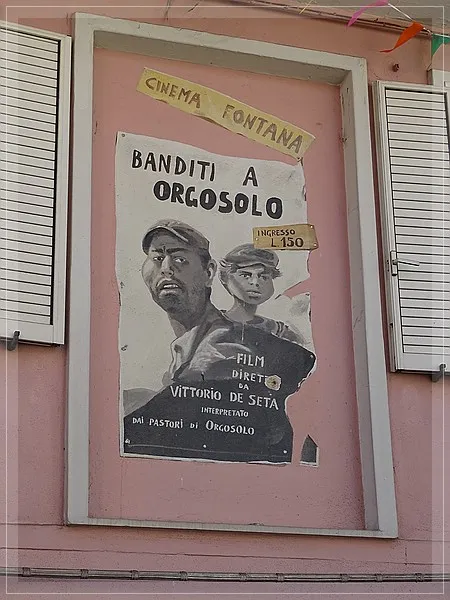 CINEMA FONTANA
BANDITI A
ORGOSOLO
INGRESSO
L 150
FILM
DIRETTO
DA
VITTORIO DE SETA
INTERPRETATO
DAI PASTORI DI ORGOSOLO